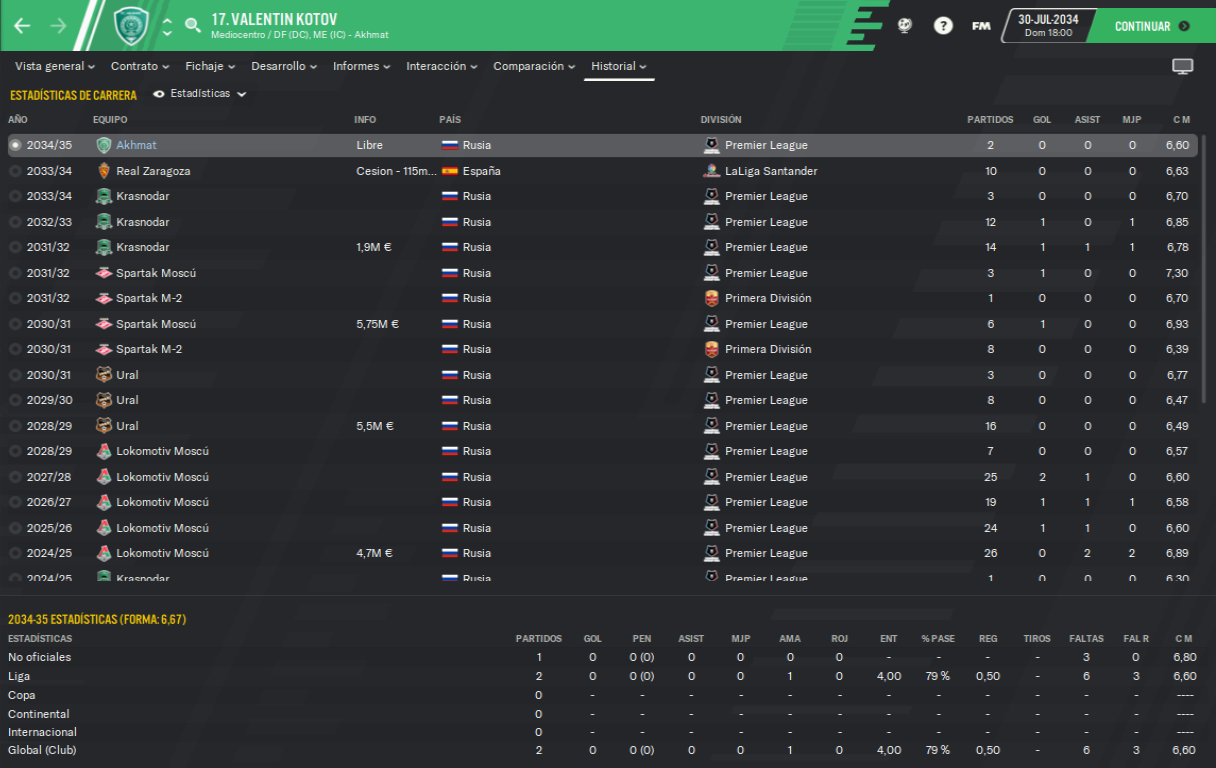 17. VALENTIN KOTOV
Mediocentro / DF (DC), ME (IC) - Akhmat
? FM 30-JUL-2034 Dom 18:00 CONTINUAR
Vista general Contrato Fichaje Desarrollo Informes Interacción Comparación Historial
ESTADÍSTICAS DE CARRERA Estadísticas
AÑO EQUIPO INFO PAÍS DIVISIÓN PARTIDOS GOL ASIST MJP C M
2034/35 Akhmat Libre Rusia Premier League 2 0 0 0 6,60
2033/34 Real Zaragoza Cesion - 115m... España LaLiga Santander 10 0 0 0 6,63
2033/34 Krasnodar Rusia Premier League 3 0 0 0 6,70
2032/33 Krasnodar Rusia Premier League 12 1 0 1 6,85
2031/32 Krasnodar 1,9M € Rusia Premier League 14 1 1 1 6,78
2031/32 Spartak Moscú Rusia Premier League 3 1 0 0 7,30
2031/32 Spartak M-2 Rusia Primera División 1 0 0 0 6,70
2030/31 Spartak Moscú 5,75M € Rusia Premier League 6 1 0 0 6,93
2030/31 Spartak M-2 Rusia Primera División 8 0 0 0 6,39
2030/31 Ural Rusia Premier League 3 0 0 0 6,77
2029/30 Ural Rusia Premier League 8 0 0 0 6,47
2028/29 Ural 5,5M € Rusia Premier League 16 0 0 0 6,49
2028/29 Lokomotiv Moscú Rusia Premier League 7 0 0 0 6,57
2027/28 Lokomotiv Moscú Rusia Premier League 25 2 1 0 6,60
2026/27 Lokomotiv Moscú Rusia Premier League 19 1 1 1 6,58
2025/26 Lokomotiv Moscú Rusia Premier League 24 1 1 0 6,60
2024/25 Lokomotiv Moscú 4,7M € Rusia Premier League 26 0 2 2 6,89
2024/25 Krasnodar Rusia Premier League 1 0 0 0 6,30
2034-35 ESTADÍSTICAS (FORMA: 6,67)
ESTADÍSTICAS PARTIDOS GOL PEN ASIST MJP AMA ROJ ENT % PASE REG TIROS FALTAS FAL R C M
No oficiales 1 0 0 (0) 0 0 0 0 - - - - 3 0 6,80
Liga 2 0 0 (0) 0 0 1 0 4,00 79 % 0,50 - 6 3 6,60
Copa 0 - - - - - - - - - - - - ----
Continental 0 - - - - - - - - - - - - ----
Internacional 0 - - - - - - - - - - - - ----
Global (Club) 2 0 0 (0) 0 0 1 0 4,00 79 % 0,50 - 6 3 6,60